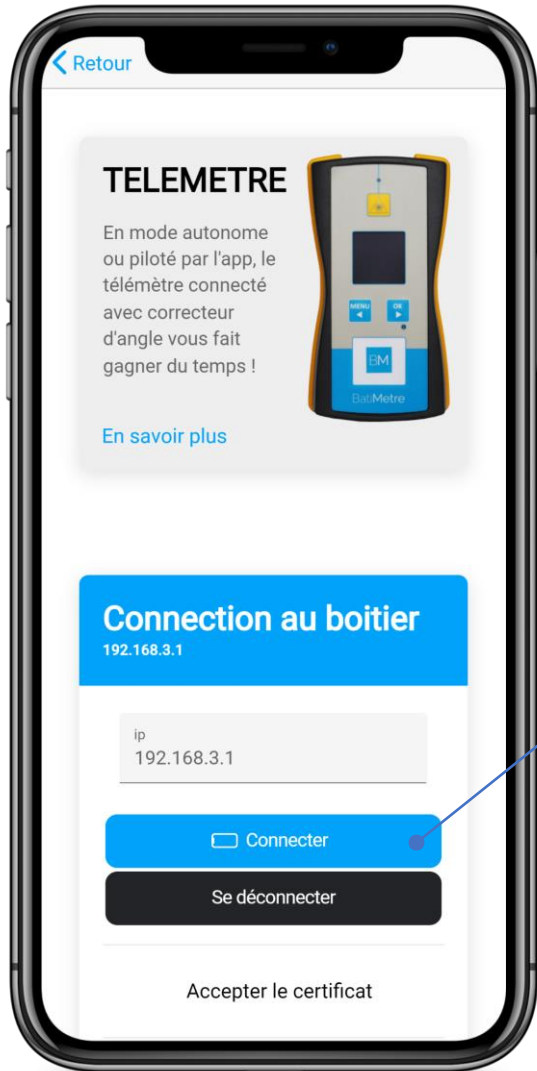 Retour
TELEMETRE
En mode autonome
ou piloté par l'app, le
télémètre connecté
avec correcteur
d'angle vous fait
gagner du temps !
MENU
OK
BM
BatiMetre
En savoir plus
Connection au boitier
192.168.3.1
ip
192.168.3.1
Connecter
Se déconnecter
Accepter le certificat